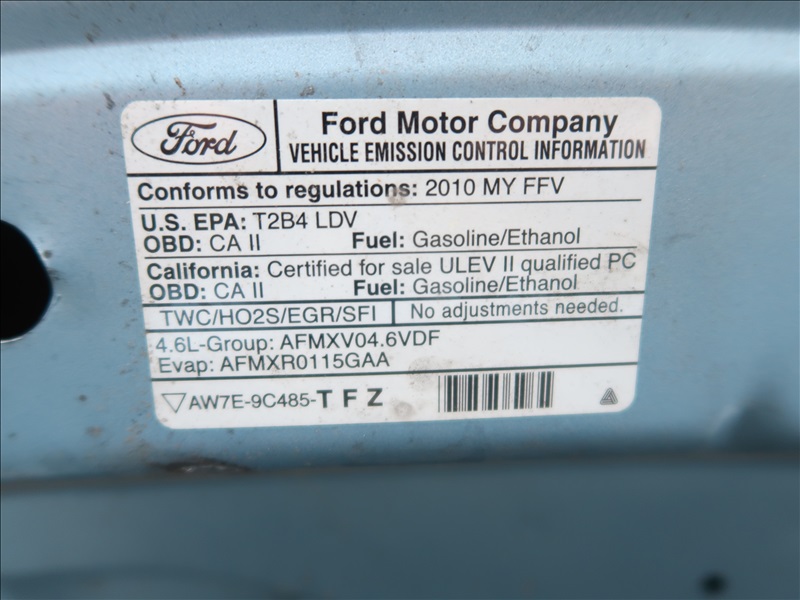 Ford
Ford Motor Company
VEHICLE EMISSION CONTROL INFORMATION
Conforms to regulations: 2010 MY FFV
U.S. EPA: T2B4 LDV
OBD: CA II Fuel: Gasoline/Ethanol
California: Certified for sale ULEV II qualified PC
OBD: CA II Fuel: Gasoline/Ethanol
TWC/HO2S/EGR/SFI No adjustments needed.
4.6L-Group: AFMXV04.6VDF
Evap: AFMXR0115GAA
▽AW7E-9C485-T F Z